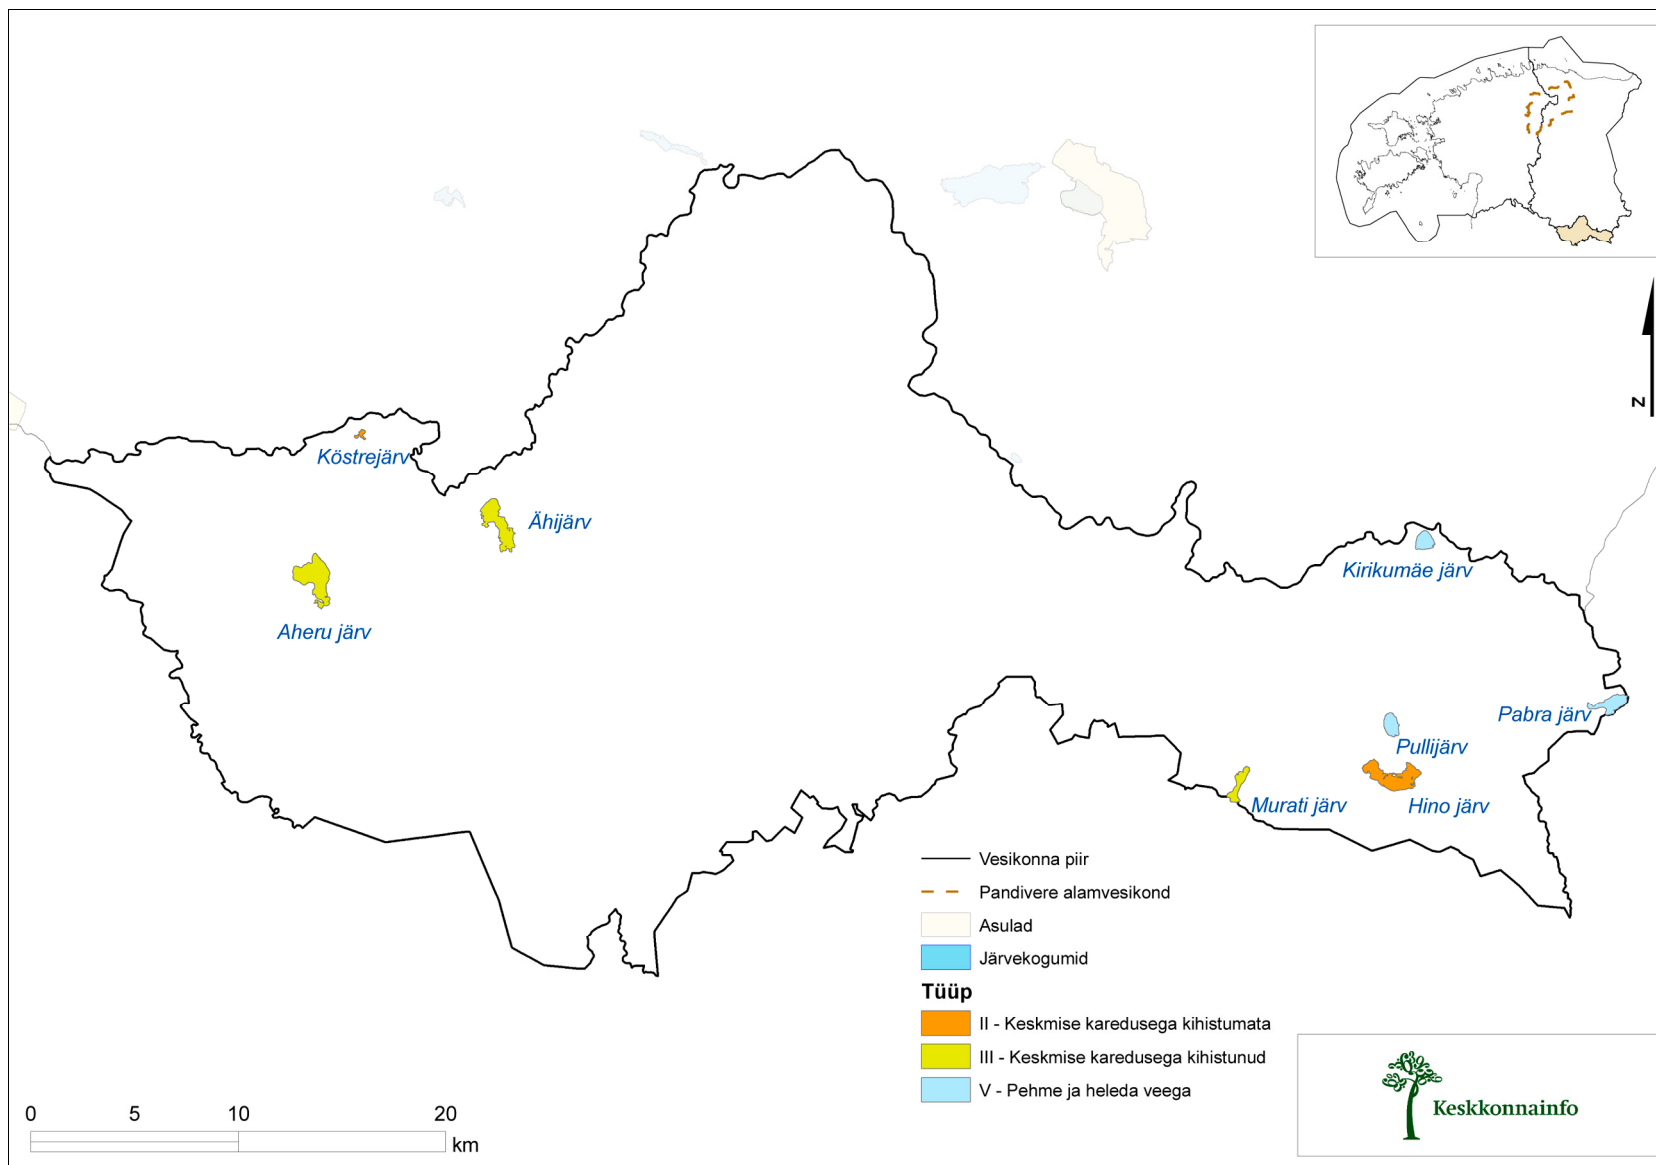 N
Köstrejärv
Ähijärv
Aheru järv
Kirikumäe järv
Pabra järv
Pullijärv
Murati järv
Hino järv
Vesikonna piir
Pandivere alamvesikond
Asulad
Järvekogumid
Tüüp
II - Keskmise karedusega kihistumata
III - Keskmise karedusega kihistunud
V - Pehme ja heleda veega
0 5 10 20
km
Keskkonnainfo